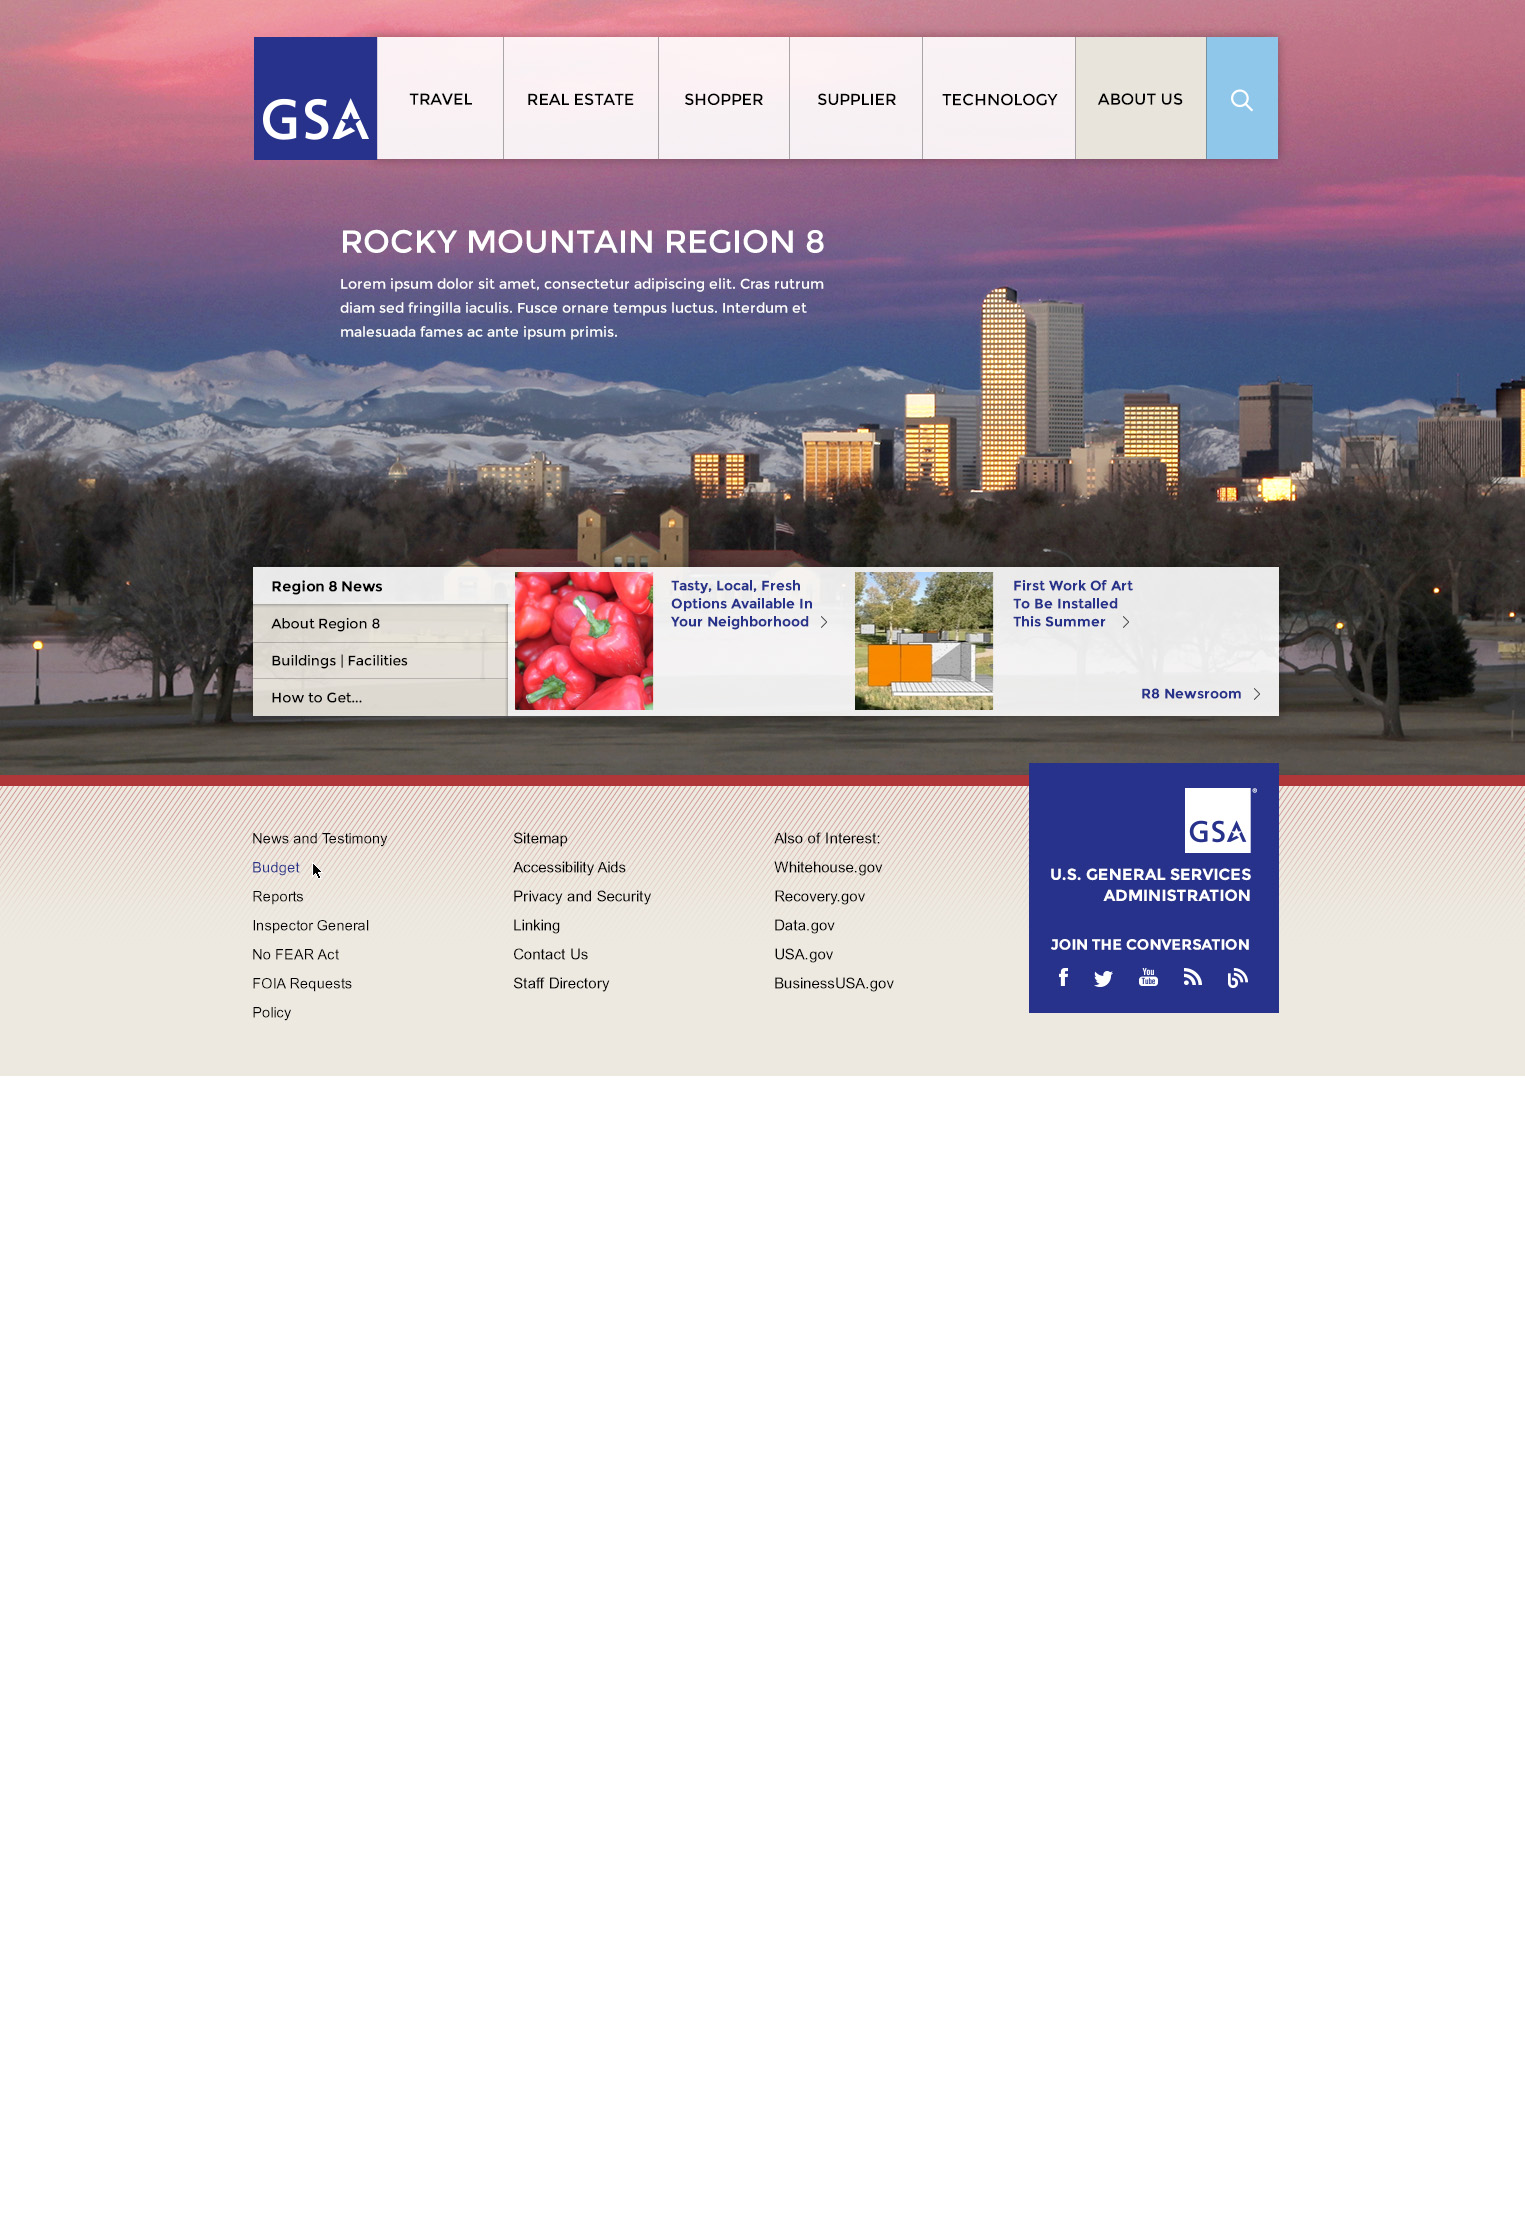 GSA
TRAVEL
REAL ESTATE
SHOPPER
SUPPLIER
TECHNOLOGY
ABOUT US
ROCKY MOUNTAIN REGION 8
Lorem ipsum dolor sit amet, consectetur adipiscing elit. Cras rutrum
diam sed fringilla iaculis. Fusce ornare tempus luctus. Interdum et
malesuada fames ac ante ipsum primis.
Region 8 News
About Region 8
Buildings | Facilities
How to Get...
Tasty, Local, Fresh
Options Available In
Your Neighborhood
First Work Of Art
To Be Installed
This Summer
R8 Newsroom
News and Testimony
Budget
Reports
Inspector General
No FEAR Act
FOIA Requests
Policy
Sitemap
Accessibility Aids
Privacy and Security
Linking
Contact Us
Staff Directory
Also of Interest:
Whitehouse.gov
Recovery.gov
Data.gov
USA.gov
BusinessUSA.gov
GSA®
U.S. GENERAL SERVICES
ADMINISTRATION
JOIN THE CONVERSATION
You
Tube